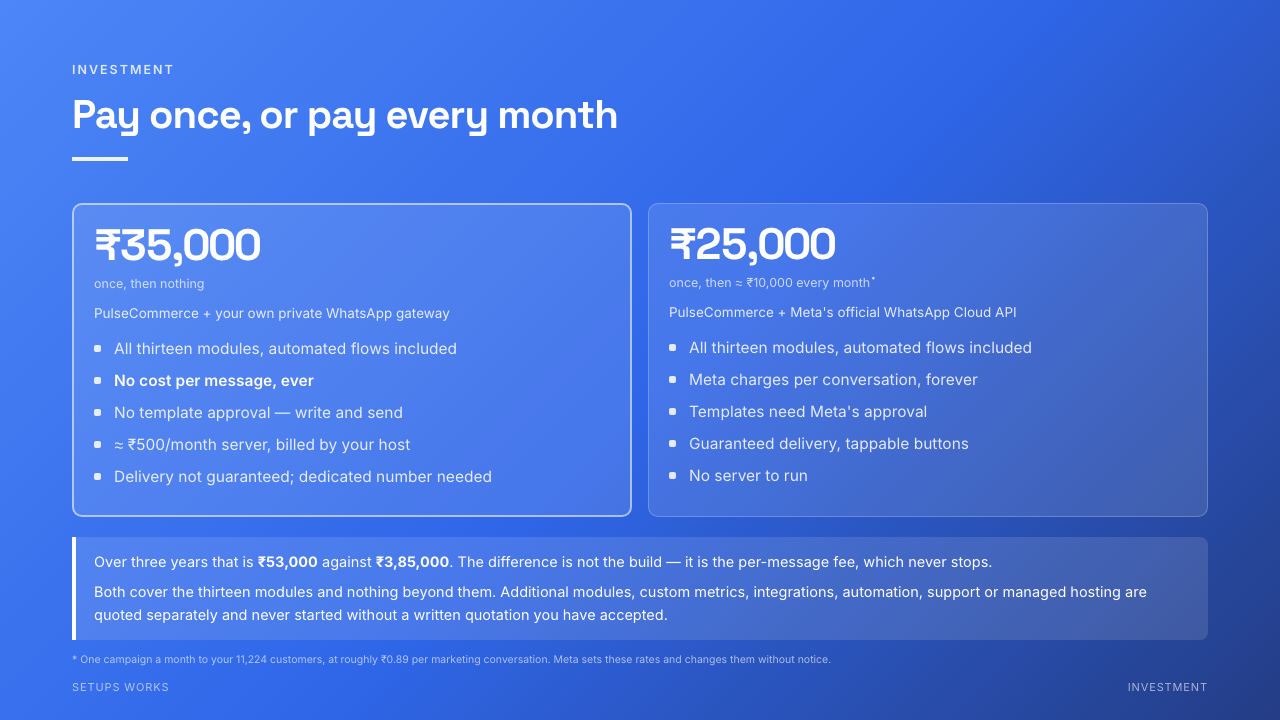 INVESTMENT
Pay once, or pay every month
₹35,000
once, then nothing
PulseCommerce + your own private WhatsApp gateway
All thirteen modules, automated flows included
No cost per message, ever
No template approval — write and send
≈ ₹500/month server, billed by your host
Delivery not guaranteed; dedicated number needed
₹25,000
once, then ≈ ₹10,000 every month*
PulseCommerce + Meta's official WhatsApp Cloud API
All thirteen modules, automated flows included
Meta charges per conversation, forever
Templates need Meta's approval
Guaranteed delivery, tappable buttons
No server to run
Over three years that is ₹53,000 against ₹3,85,000. The difference is not the build — it is the per-message fee, which never stops.
Both cover the thirteen modules and nothing beyond them. Additional modules, custom metrics, integrations, automation, support or managed hosting are
quoted separately and never started without a written quotation you have accepted.
* One campaign a month to your 11,224 customers, at roughly ₹0.89 per marketing conversation. Meta sets these rates and changes them without notice.
SETUPS WORKS
INVESTMENT